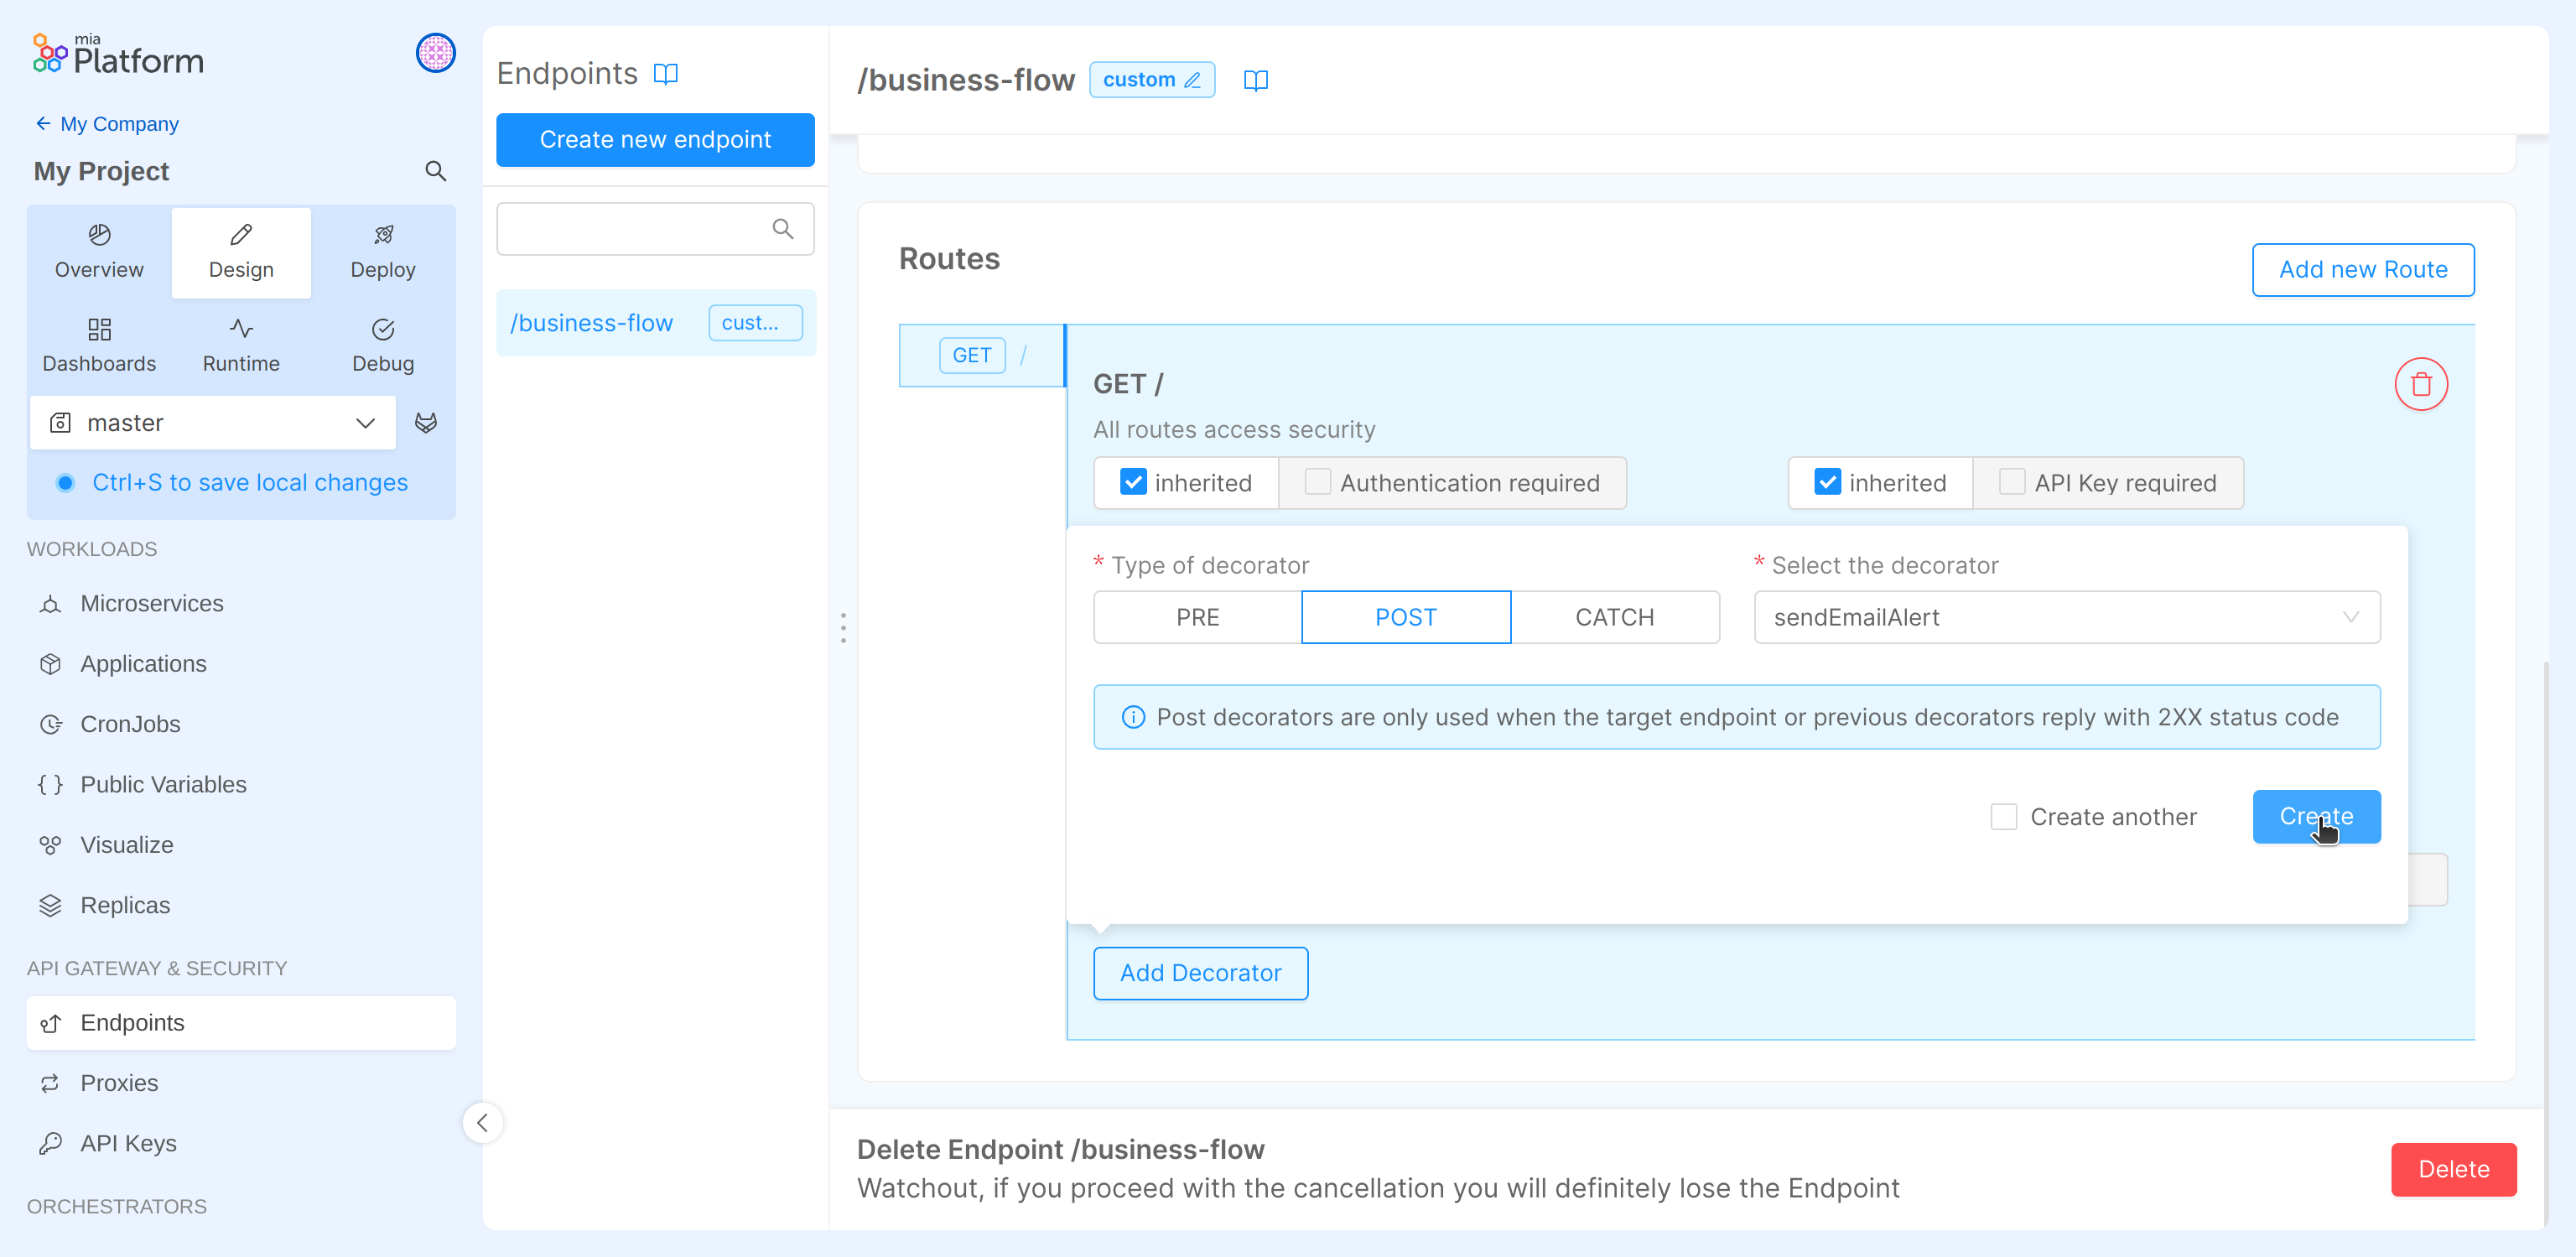 mia
Platform
My Company
My Project
Overview
Design
Deploy
Dashboards
Runtime
Debug
master
Ctrl+S to save local changes
WORKLOADS
Microservices
Applications
CronJobs
{ } Public Variables
Visualize
Replicas
API GATEWAY & SECURITY
Endpoints
Proxies
API Keys
ORCHESTRATORS
Endpoints
Create new endpoint
/business-flow cust...
/business-flow custom
Routes
Add new Route
GET /
GET /
All routes access security
inherited Authentication required
inherited API Key required
* Type of decorator
* Select the decorator
PRE POST CATCH
sendEmailAlert
Post decorators are only used when the target endpoint or previous decorators reply with 2XX status code
Create another
Create
Add Decorator
Delete Endpoint /business-flow
Watchout, if you proceed with the cancellation you will definitely lose the Endpoint
Delete